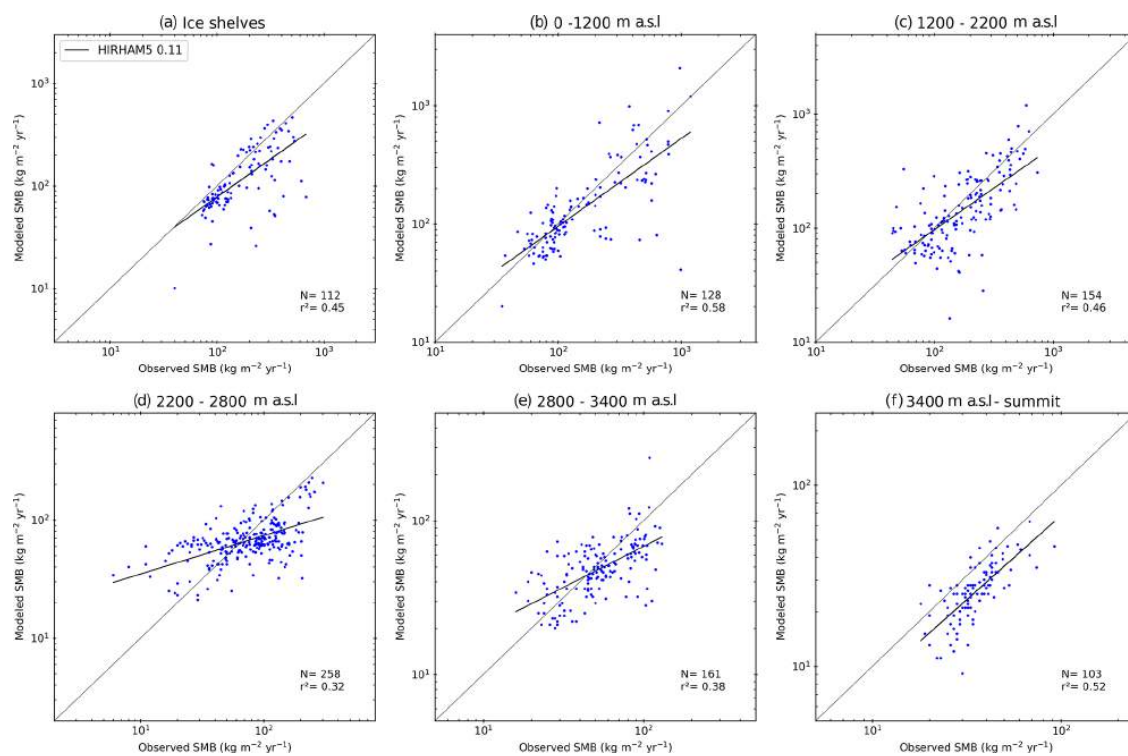 (a) Ice shelves
HIRHAM5 0.11
10³
10²
10¹
Modeled SMB (kg m⁻² yr⁻¹)
N= 112
r²= 0.45
10¹ 10² 10³
Observed SMB (kg m⁻² yr⁻¹)
(b) 0 -1200 m a.s.l
10³
10²
10¹
Modeled SMB (kg m⁻² yr⁻¹)
N= 128
r²= 0.58
10¹ 10² 10³
Observed SMB (kg m⁻² yr⁻¹)
(c) 1200 - 2200 m a.s.l
10³
10²
10¹
Modeled SMB (kg m⁻² yr⁻¹)
N= 154
r²= 0.46
10¹ 10² 10³
Observed SMB (kg m⁻² yr⁻¹)
(d) 2200 - 2800 m a.s.l
10²
10¹
Modeled SMB (kg m⁻² yr⁻¹)
N= 258
r²= 0.32
10¹ 10²
Observed SMB (kg m⁻² yr⁻¹)
(e) 2800 - 3400 m a.s.l
10²
10¹
Modeled SMB (kg m⁻² yr⁻¹)
N= 161
r²= 0.38
10¹ 10²
Observed SMB (kg m⁻² yr⁻¹)
(f) 3400 m a.s.l- summit
10²
10¹
Modeled SMB (kg m⁻² yr⁻¹)
N= 103
r²= 0.52
10¹ 10²
Observed SMB (kg m⁻² yr⁻¹)